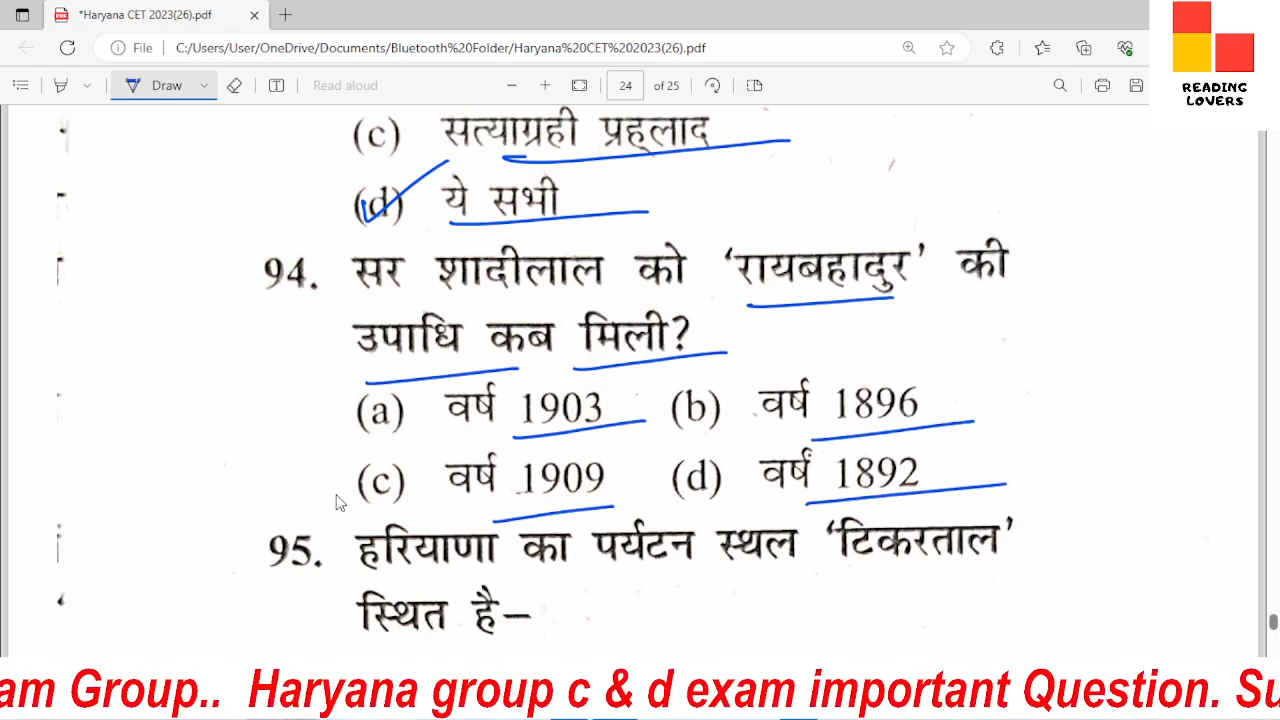 *Haryana CET 2023(26).pdf
File C:/Users/User/OneDrive/Documents/Bluetooth%20Folder/Haryana%20CET%202023(26).pdf
Draw Read aloud 24 of 25
READING
LOVERS
(c) सत्याग्रही प्रह्लाद
(d) ये सभी
94. सर शादीलाल को ‘रायबहादुर’ की
उपाधि कब मिली?
(a) वर्ष 1903 (b) वर्ष 1896
(c) वर्ष 1909 (d) वर्ष 1892
95. हरियाणा का पर्यटन स्थल ‘टिकरताल’
स्थित है–
am Group.. Haryana group c & d exam important Question. Su